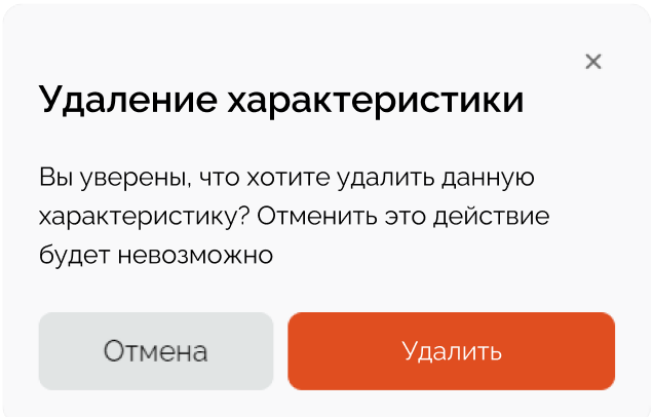 Удаление характеристики
Вы уверены, что хотите удалить данную
характеристику? Отменить это действие
будет невозможно
Отмена
Удалить